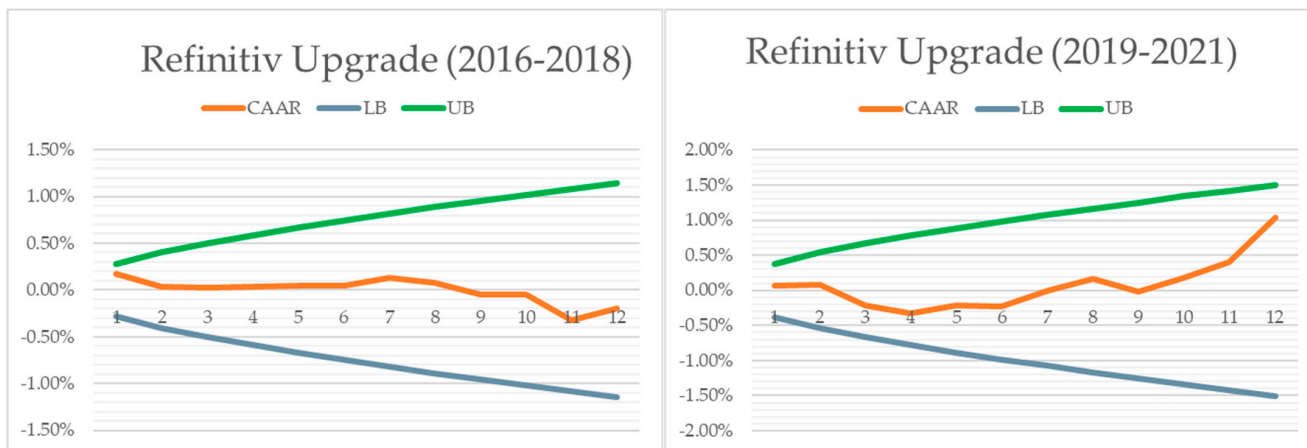 Refinitiv Upgrade (2016-2018)
CAAR LB UB
1.50%
1.00%
0.50%
0.00%
1 2 3 4 5 6 7 8 9 10 11 12
-0.50%
-1.00%
-1.50%
Refinitiv Upgrade (2019-2021)
CAAR LB UB
2.00%
1.50%
1.00%
0.50%
0.00%
1 2 3 4 5 6 7 8 9 10 11 12
-0.50%
-1.00%
-1.50%
-2.00%